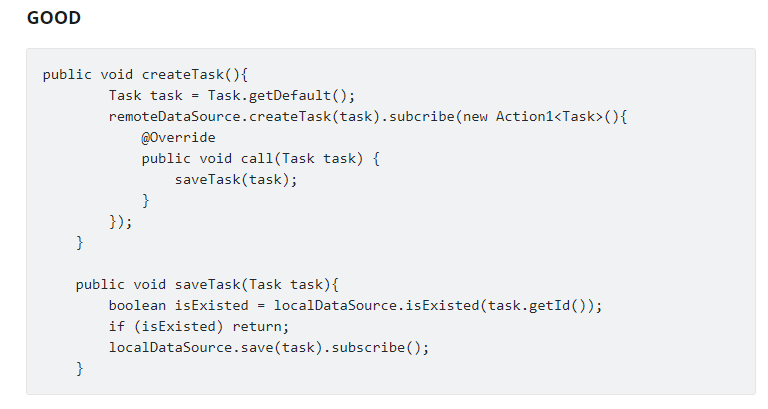 GOOD
public void createTask(){
        Task task = Task.getDefault();
        remoteDataSource.createTask(task).subcribe(new Action1<Task>(){
            @Override
            public void call(Task task) {
                saveTask(task);
            }
        });
    }

    public void saveTask(Task task){
        boolean isExisted = localDataSource.isExisted(task.getId());
        if (isExisted) return;
        localDataSource.save(task).subscribe();
    }